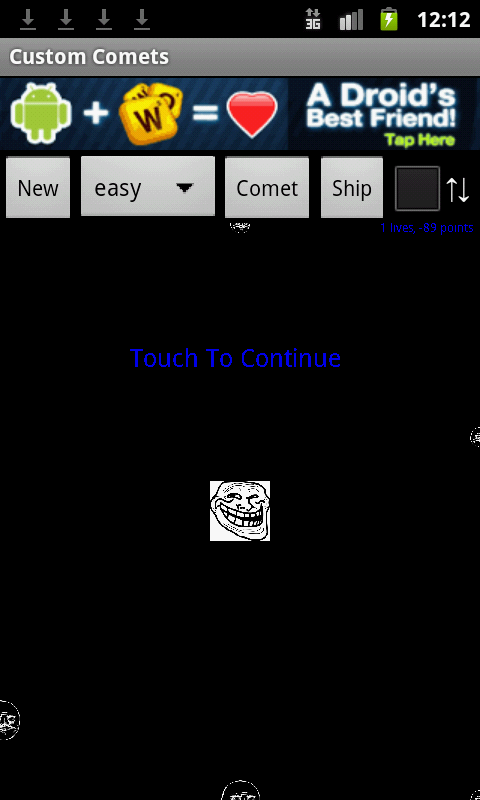 3G 12:12
Custom Comets
+ W = A Droid's
Best Friend!
Tap Here
New easy Comet Ship
1 lives, -83 points
Touch To Continue